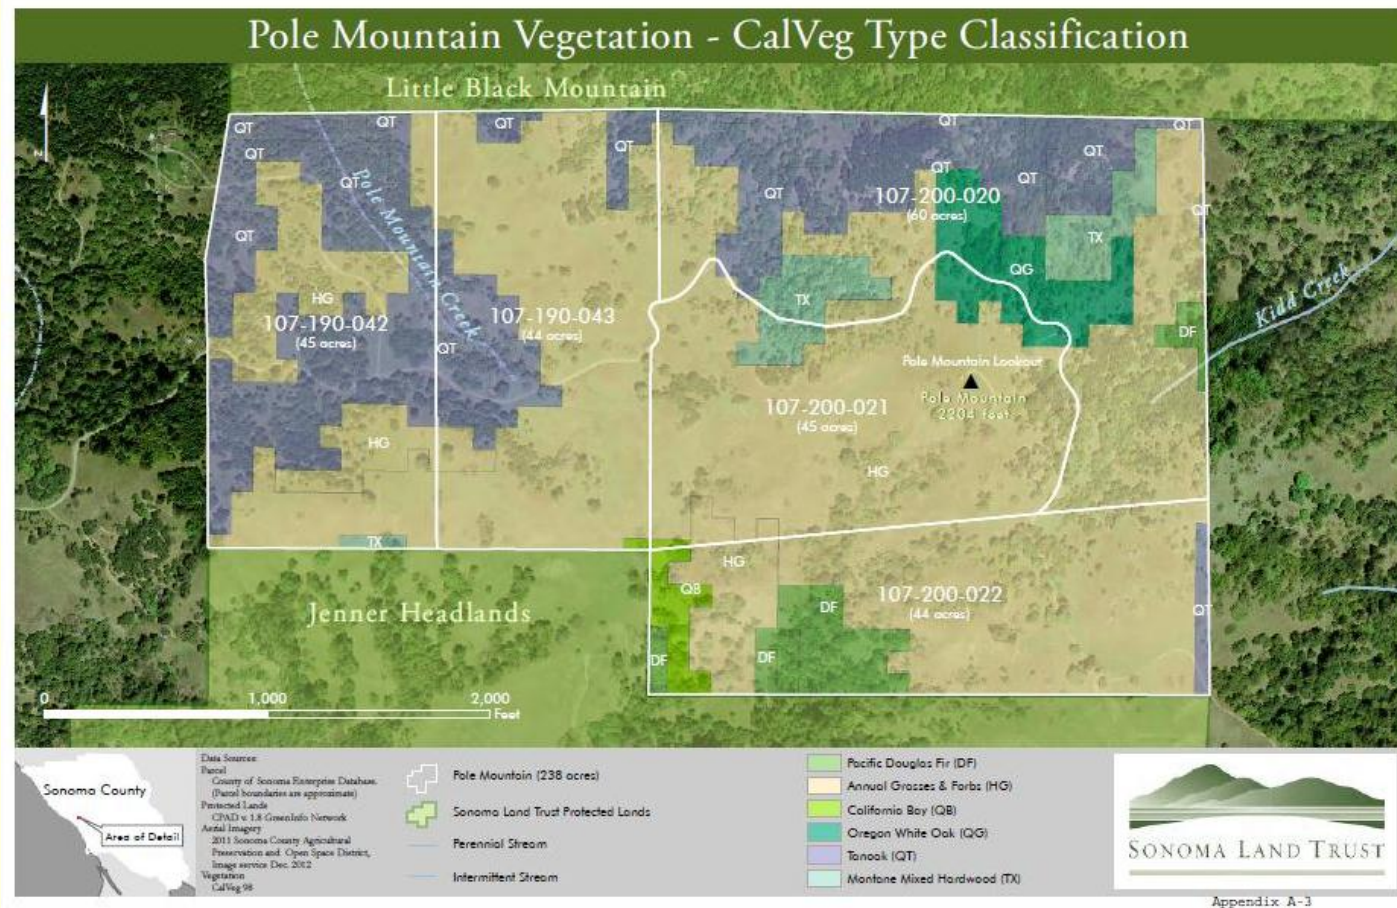 Pole Mountain Vegetation - CalVeg Type Classification
Little Black Mountain
N
QT
QT
QT
QT
QT
QT
QT
QT
QT
QT
QT
QT
QT
107-200-020
(60 acres)
QT
QT
TX
Pole Mountain Creek
QG
HG
107-190-042
(45 acres)
107-190-043
(44 acres)
TX
Kidd Creek
DF
QT
Pole Mountain Lookout
Pole Mountain
2204 feet
107-200-021
(45 acres)
HG
HG
TX
HG
QB
107-200-022
(44 acres)
DF
QT
DF
DF
Jenner Headlands
0 1,000 2,000
Feet
Sonoma County
Area of Detail
Data Sources:
Parcel
County of Sonoma Enterprise Database.
(Parcel boundaries are approximate)
Protected Lands
CPAD v. 1.8 GreenInfo Network
Aerial Imagery
2011 Sonoma County Agricultural
Preservation and Open Space District,
Image service Dec. 2012
Vegetation
CalVeg 98
Pole Mountain (238 acres)
Sonoma Land Trust Protected Lands
Perennial Stream
Intermittent Stream
Pacific Douglas Fir (DF)
Annual Grasses & Forbs (HG)
California Bay (QB)
Oregon White Oak (QG)
Tanoak (QT)
Montane Mixed Hardwood (TX)
SONOMA LAND TRUST
Appendix A-3